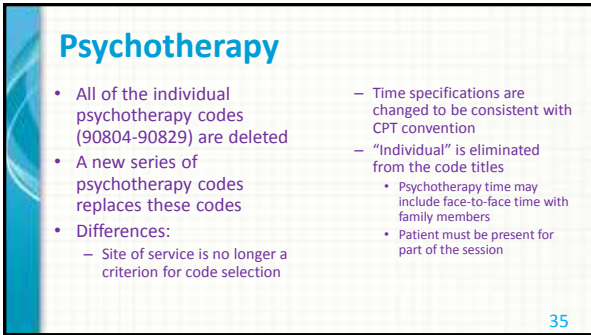 Psychotherapy
• All of the individual
psychotherapy codes
(90804-90829) are deleted
• A new series of
psychotherapy codes
replaces these codes
• Differences:
– Site of service is no longer a
criterion for code selection
– Time specifications are
changed to be consistent with
CPT convention
– “Individual” is eliminated
from the code titles
• Psychotherapy time may
include face-to-face time with
family members
• Patient must be present for
part of the session
35